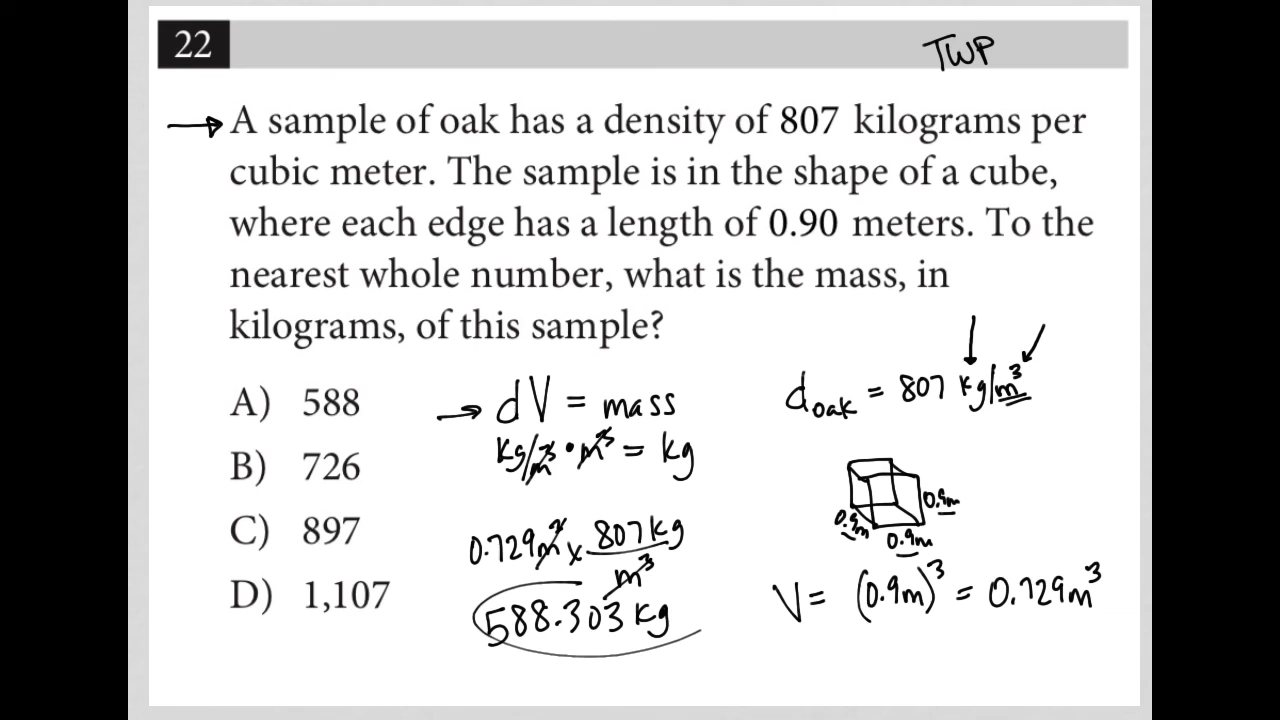 22
TWP
A sample of oak has a density of 807 kilograms per
cubic meter. The sample is in the shape of a cube,
where each edge has a length of 0.90 meters. To the
nearest whole number, what is the mass, in
kilograms, of this sample?
A) 588
B) 726
C) 897
D) 1,107
→ dV = mass
kg/m³ • m³ = kg
0.729m³ x 807kg
m³
588.303 kg
d oak = 807 kg/m³
0.9m
0.9m
0.9m
V = (0.9m)³ = 0.729m³